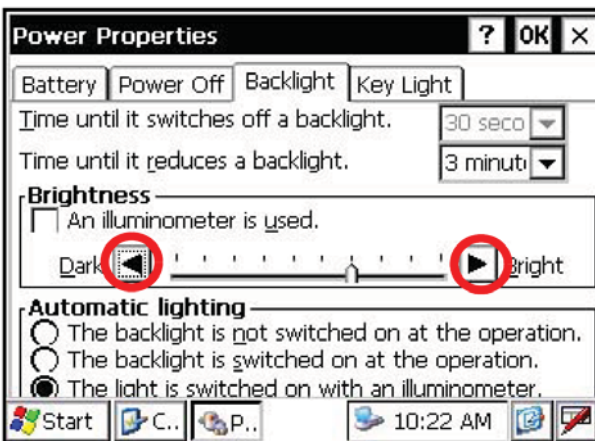 Power Properties ? OK ×
Battery Power Off Backlight Key Light
Time until it switches off a backlight. 30 seco
Time until it reduces a backlight. 3 minut
Brightness
An illuminometer is used.
Dark Bright
Automatic lighting
The backlight is not switched on at the operation.
The backlight is switched on at the operation.
The light is switched on with an illuminometer.
Start C.. P.. 10:22 AM